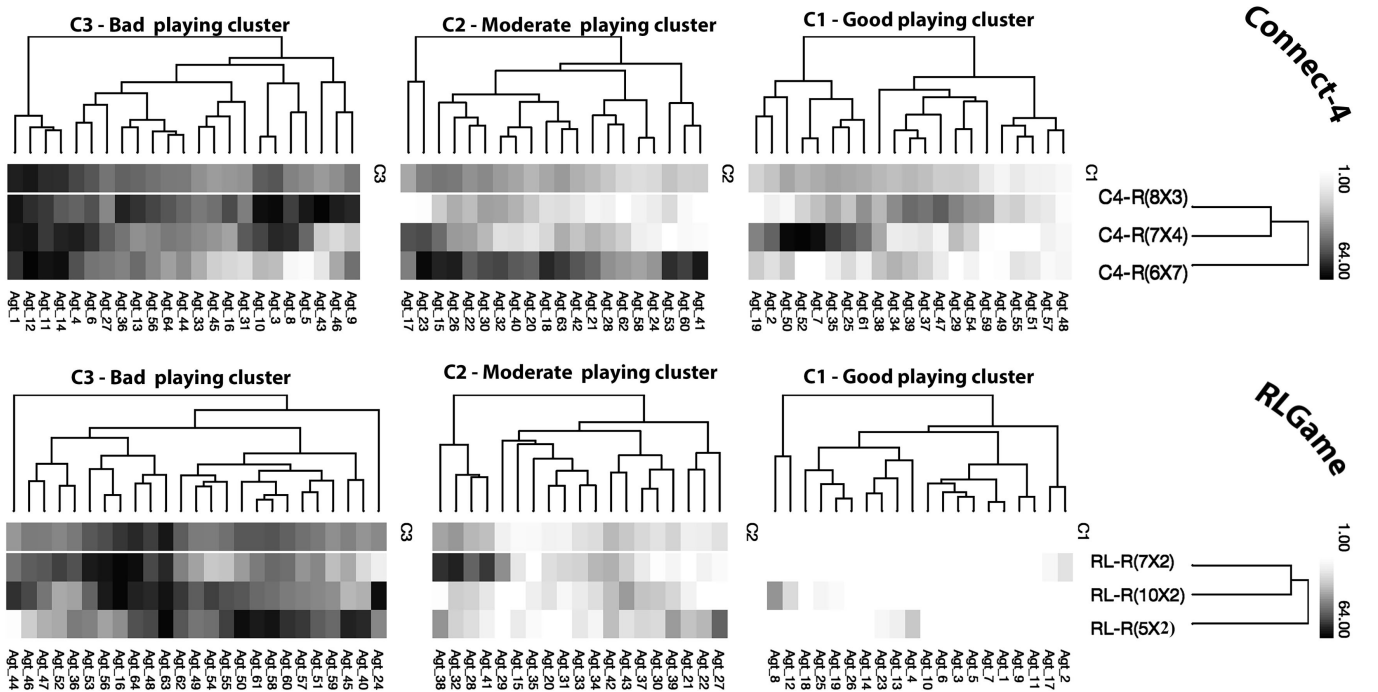 C3 - Bad playing cluster
C2 - Moderate playing cluster
C1 - Good playing cluster
Connect-4
C3
C2
C1
1.00
64.00
C4-R(8X3)
C4-R(7X4)
C4-R(6X7)
Agt_1 Agt_12 Agt_11 Agt_14 Agt_4 Agt_6 Agt_27 Agt_36 Agt_13 Agt_56 Agt_64 Agt_44 Agt_33 Agt_45 Agt_16 Agt_31 Agt_10 Agt_3 Agt_8 Agt_5 Agt_43 Agt_46 Agt_9
Agt_17 Agt_23 Agt_15 Agt_26 Agt_22 Agt_30 Agt_32 Agt_40 Agt_20 Agt_18 Agt_63 Agt_42 Agt_21 Agt_28 Agt_62 Agt_58 Agt_24 Agt_53 Agt_60 Agt_41
Agt_19 Agt_2 Agt_50 Agt_52 Agt_7 Agt_35 Agt_25 Agt_61 Agt_38 Agt_34 Agt_39 Agt_37 Agt_47 Agt_29 Agt_54 Agt_59 Agt_49 Agt_55 Agt_51 Agt_57 Agt_48
C3 - Bad playing cluster
C2 - Moderate playing cluster
C1 - Good playing cluster
RLGame
C3
C2
C1
1.00
64.00
RL-R(7X2)
RL-R(10X2)
RL-R(5X2)
Agt_44 Agt_46 Agt_47 Agt_52 Agt_36 Agt_53 Agt_56 Agt_16 Agt_64 Agt_48 Agt_63 Agt_62 Agt_49 Agt_54 Agt_55 Agt_50 Agt_61 Agt_58 Agt_60 Agt_57 Agt_51 Agt_59 Agt_45 Agt_40 Agt_24
Agt_38 Agt_32 Agt_28 Agt_41 Agt_29 Agt_15 Agt_35 Agt_20 Agt_31 Agt_33 Agt_34 Agt_42 Agt_43 Agt_37 Agt_30 Agt_39 Agt_21 Agt_22 Agt_27
Agt_8 Agt_12 Agt_18 Agt_25 Agt_19 Agt_26 Agt_14 Agt_23 Agt_13 Agt_4 Agt_10 Agt_6 Agt_3 Agt_5 Agt_7 Agt_1 Agt_9 Agt_11 Agt_17 Agt_2